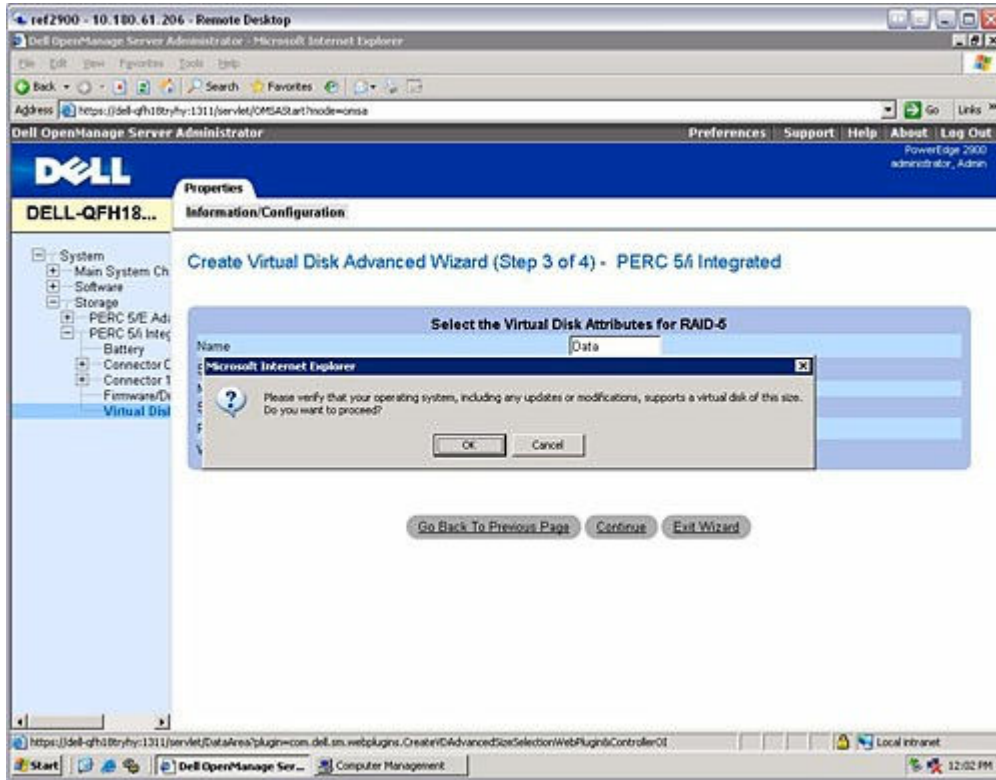 ref2900 - 10.180.61.206 - Remote Desktop
Dell OpenManage Server Administrator - Microsoft Internet Explorer
File Edit View Favorites Tools Help
Back Search Favorites
Address https://dell-qfh18tryhy:1311/servlet/OMSAStart?mode=omsa Go Links
Dell OpenManage Server Administrator Preferences Support Help About Log Out
PowerEdge 2900
administrator, Admin
DELL
Properties
DELL-QFH18...
Information/Configuration
System
Main System Ch
Software
Storage
PERC 5/E Ada
PERC 5/i Integ
Battery
Connector 0
Connector 1
Firmware/Dr
Virtual Disl
Create Virtual Disk Advanced Wizard (Step 3 of 4) - PERC 5/i Integrated
Select the Virtual Disk Attributes for RAID-5
Name Data
Microsoft Internet Explorer
Please verify that your operating system, including any updates or modifications, supports a virtual disk of this size.
Do you want to proceed?
OK Cancel
Go Back To Previous Page Continue Exit Wizard
https://dell-qfh18tryhy:1311/servlet/DataArea?plugin=com.dell.sm.webplugins.CreateVDAdvancedSizeSelectionWebPlugin&ControllerOI Local intranet
Start Dell OpenManage Ser... Computer Management 12:02 PM